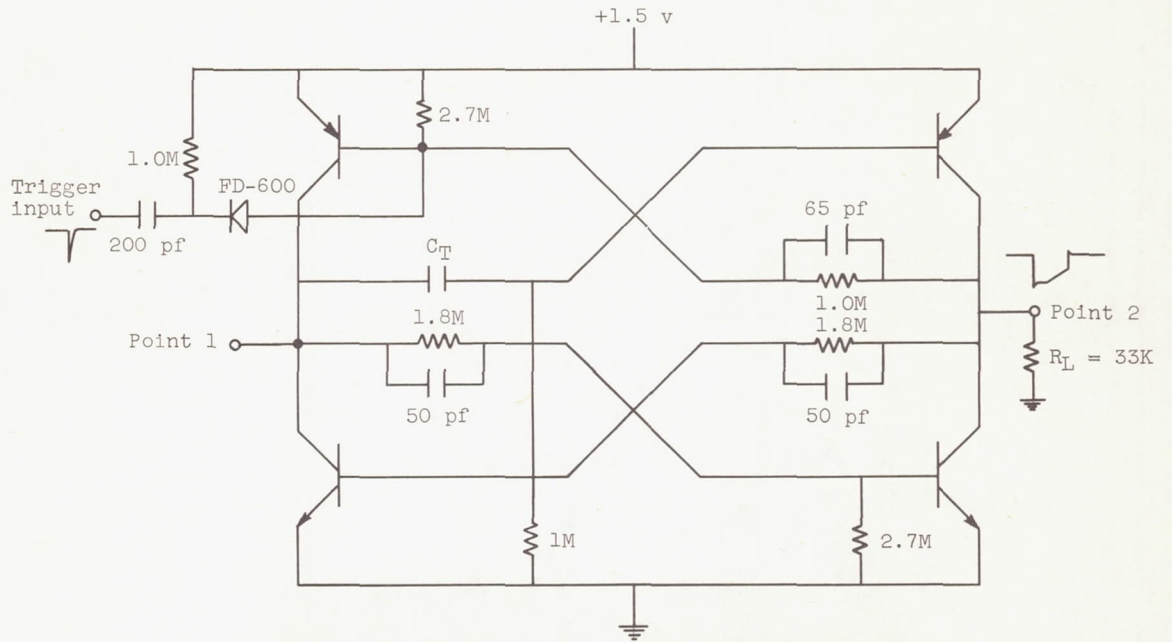 +1.5 v
2.7M
1.0M
Trigger
input
FD-600
200 pf
65 pf
C_T
1.0M
1.8M
1.8M
Point 1
Point 2
R_L = 33K
50 pf
50 pf
1M
2.7M